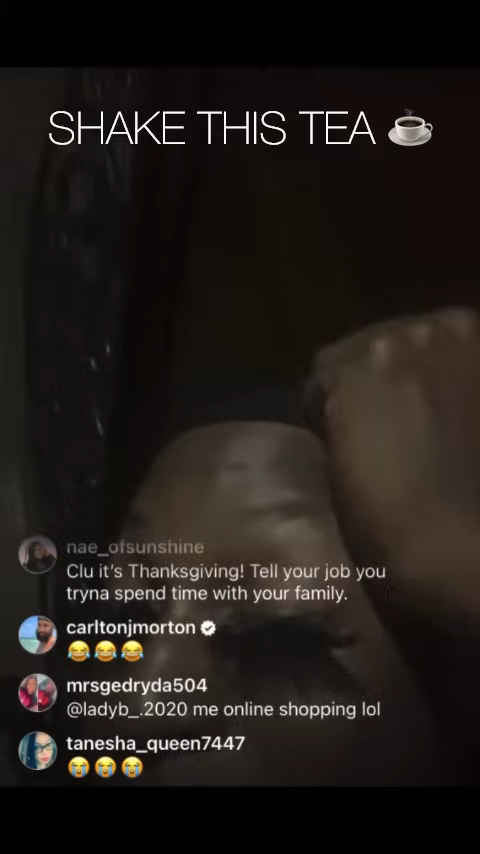 SHAKE THIS TEA ☕
nae_ofsunshine
Clu it's Thanksgiving! Tell your job you
tryna spend time with your family.
carltonjmorton
😂😂😂
mrsgedryda504
@ladyb_.2020 me online shopping lol
tanesha_queen7447
😭😭😭